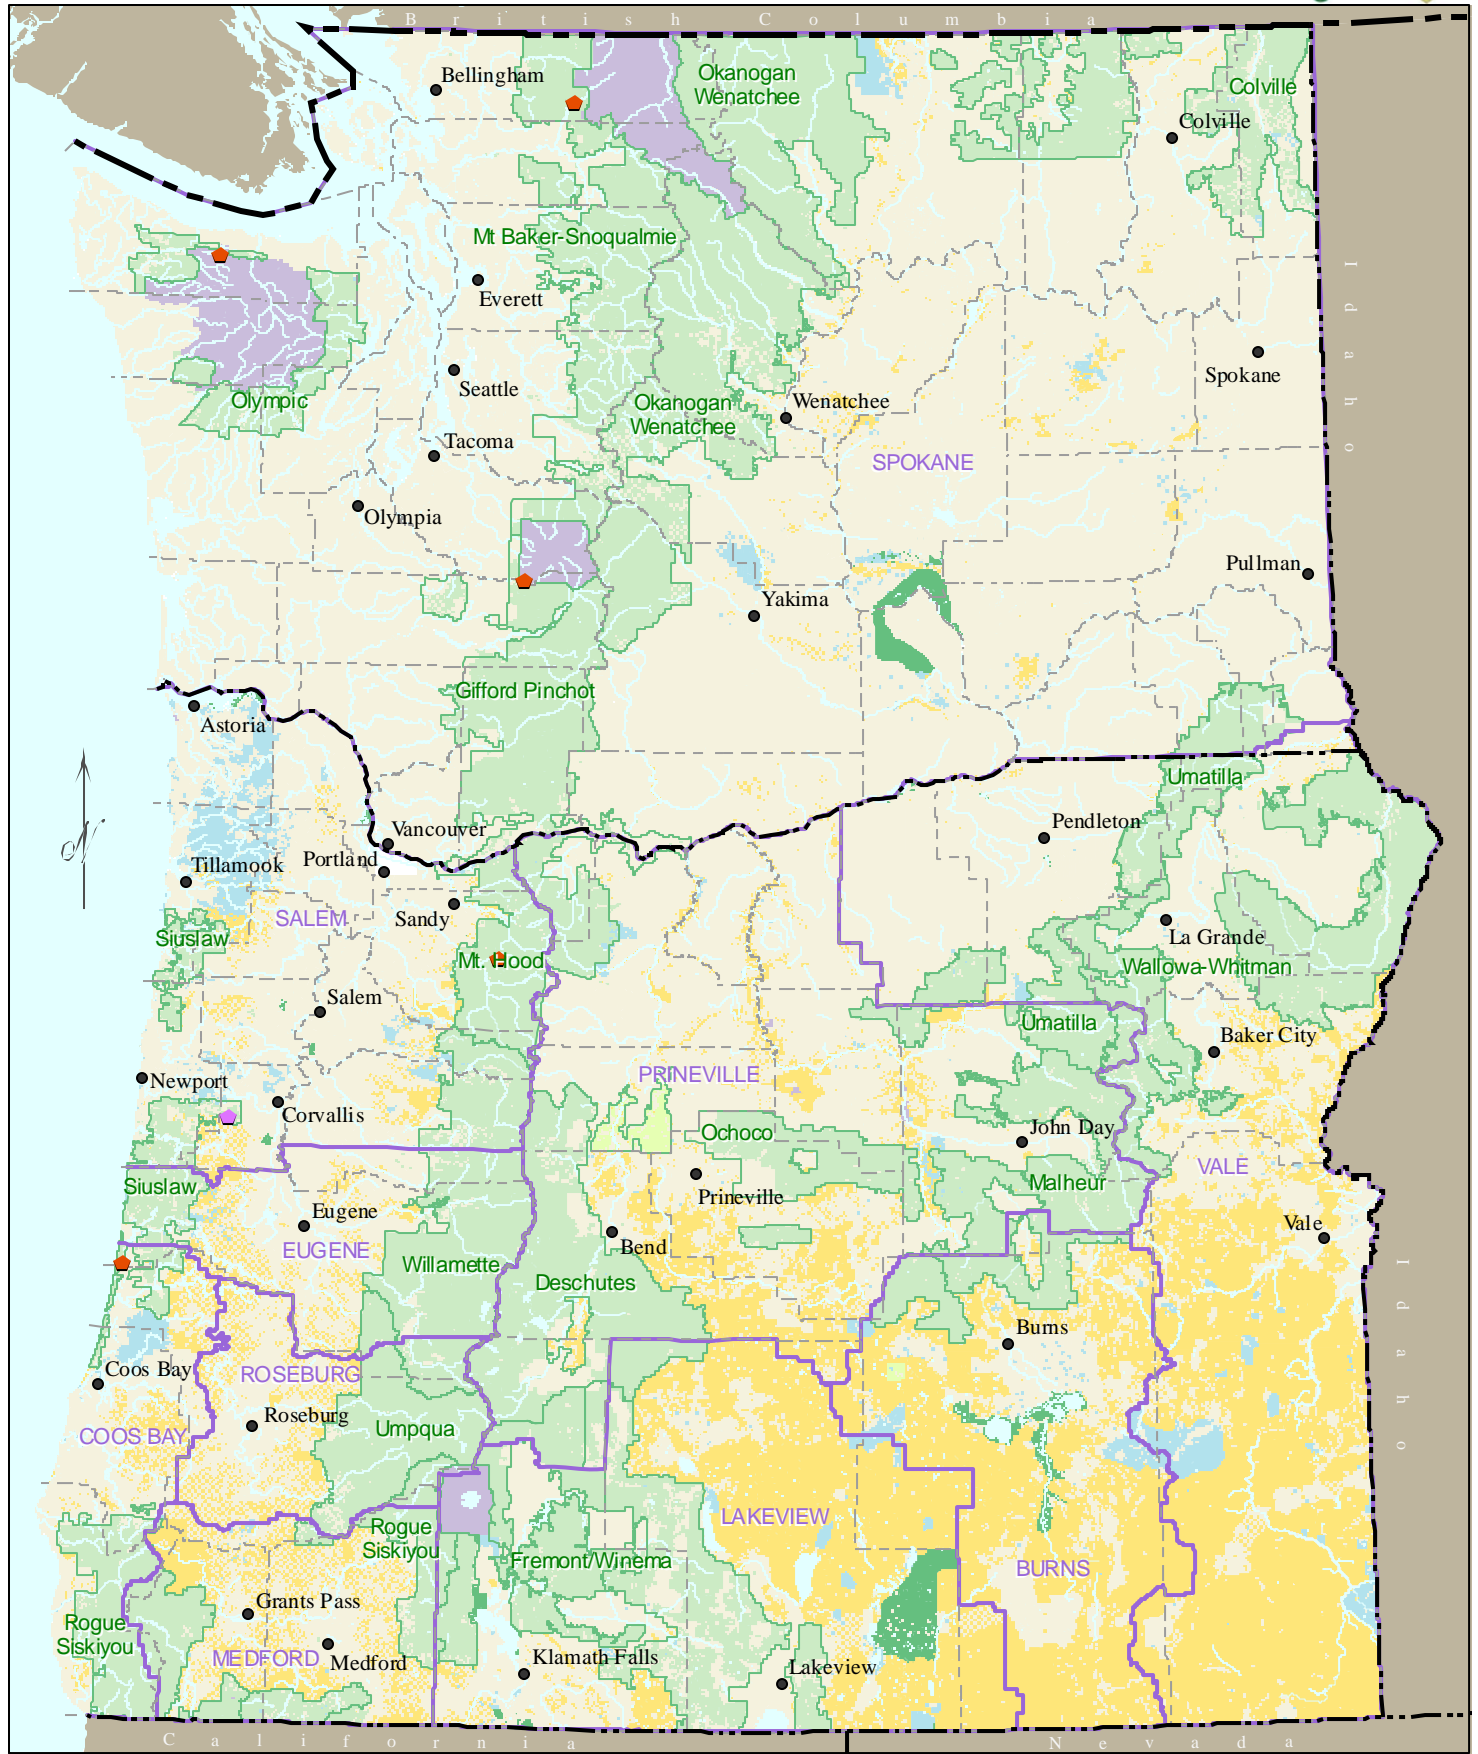 British Columbia
Bellingham
Okanogan
Wenatchee
Colville
Colville
Mt Baker-Snoqualmie
Everett
Idaho
Seattle
Spokane
Olympic
Okanogan
Wenatchee
Wenatchee
Tacoma
SPOKANE
Olympia
Pullman
Yakima
Gifford Pinchot
Astoria
Umatilla
Vancouver
Pendleton
Portland
Tillamook
N
SALEM
Sandy
Siuslaw
La Grande
Mt. Hood
Wallowa-Whitman
Salem
Umatilla
Baker City
Newport
PRINEVILLE
Corvallis
Ochoco
John Day
VALE
Siuslaw
Malheur
Prineville
Eugene
Vale
EUGENE
Bend
Willamette
Deschutes
Idaho
Burns
Coos Bay
ROSEBURG
Roseburg
Umpqua
COOS BAY
LAKEVIEW
Rogue
Siskiyou
Fremont/Winema
BURNS
Grants Pass
Rogue
Siskiyou
MEDFORD
Medford
Klamath Falls
Lakeview
California
Nevada